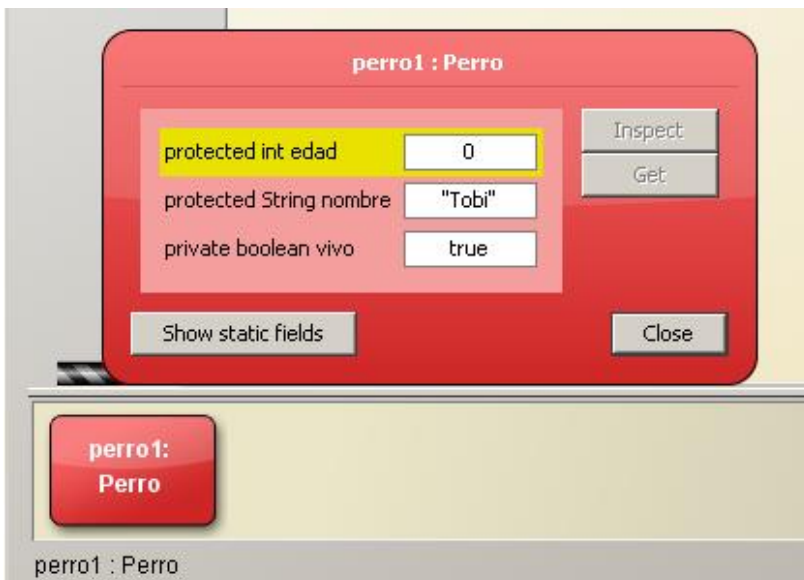 perro1 : Perro
protected int edad 0
Inspect
Get
protected String nombre "Tobi"
private boolean vivo true
Show static fields
Close
perro1:
Perro
perro1 : Perro